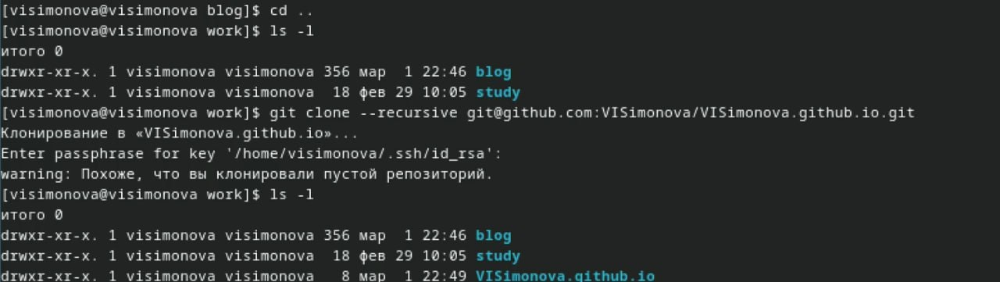 [visimonova@visimonova blog]$ cd ..
[visimonova@visimonova work]$ ls -l
итого 0
drwxr-xr-x. 1 visimonova visimonova 356 мар  1 22:46 blog
drwxr-xr-x. 1 visimonova visimonova  18 фев 29 10:05 study
[visimonova@visimonova work]$ git clone --recursive git@github.com:VISimonova/VISimonova.github.io.git
Клонирование в «VISimonova.github.io»...
Enter passphrase for key '/home/visimonova/.ssh/id_rsa':
warning: Похоже, что вы клонировали пустой репозиторий.
[visimonova@visimonova work]$ ls -l
итого 0
drwxr-xr-x. 1 visimonova visimonova 356 мар  1 22:46 blog
drwxr-xr-x. 1 visimonova visimonova  18 фев 29 10:05 study
drwxr-xr-x. 1 visimonova visimonova   8 мар  1 22:49 VISimonova.github.io